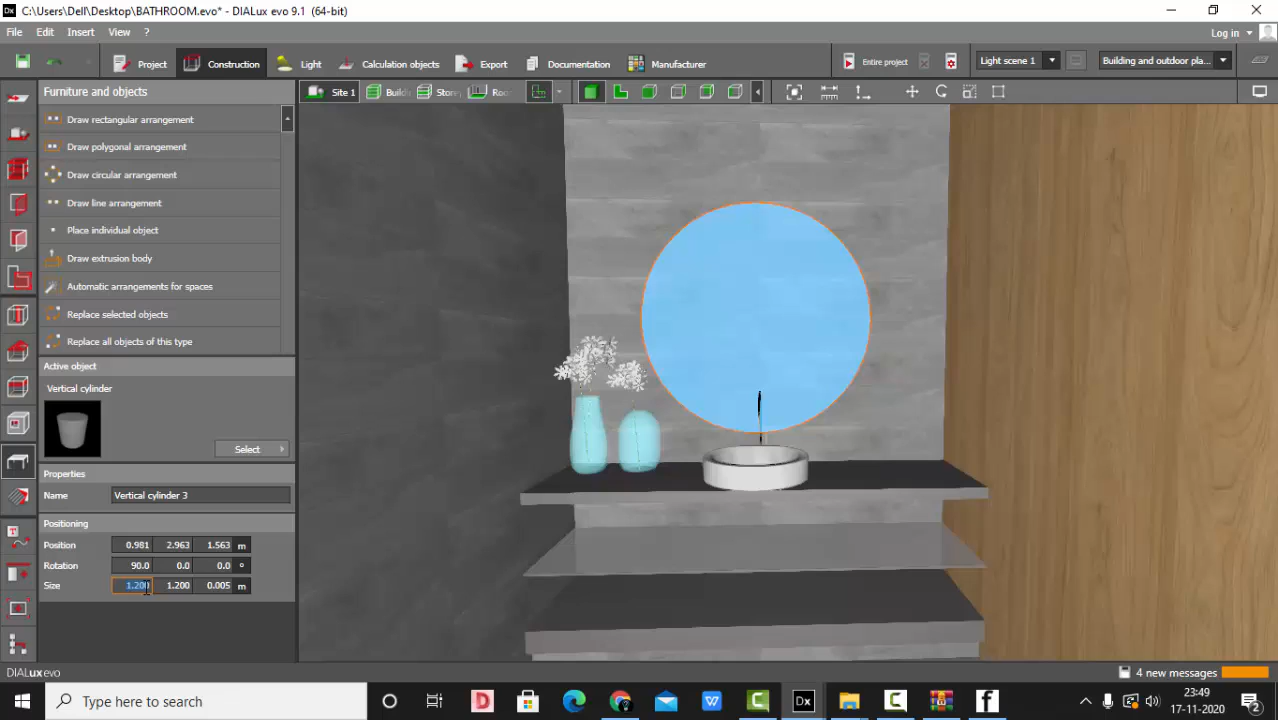 C:\Users\Dell\Desktop\BATHROOM.evo* - DIALux evo 9.1 (64-bit)
File Edit Insert View ?
Log in
Project Construction Light Calculation objects Export Documentation Manufacturer
Entire project
Light scene 1
Building and outdoor pla...
Furniture and objects
Site 1
Draw rectangular arrangement
Draw polygonal arrangement
Draw circular arrangement
Draw line arrangement
Place individual object
Draw extrusion body
Automatic arrangements for spaces
Replace selected objects
Replace all objects of this type
Active object
Vertical cylinder
Select
Properties
Name Vertical cylinder 3
Positioning
Position 0.981 2.963 1.563 m
Rotation 90.0 0.0 0.0 °
Size 1.200 1.200 0.005 m
DIALux evo
4 new messages
Type here to search
23:49
17-11-2020
2